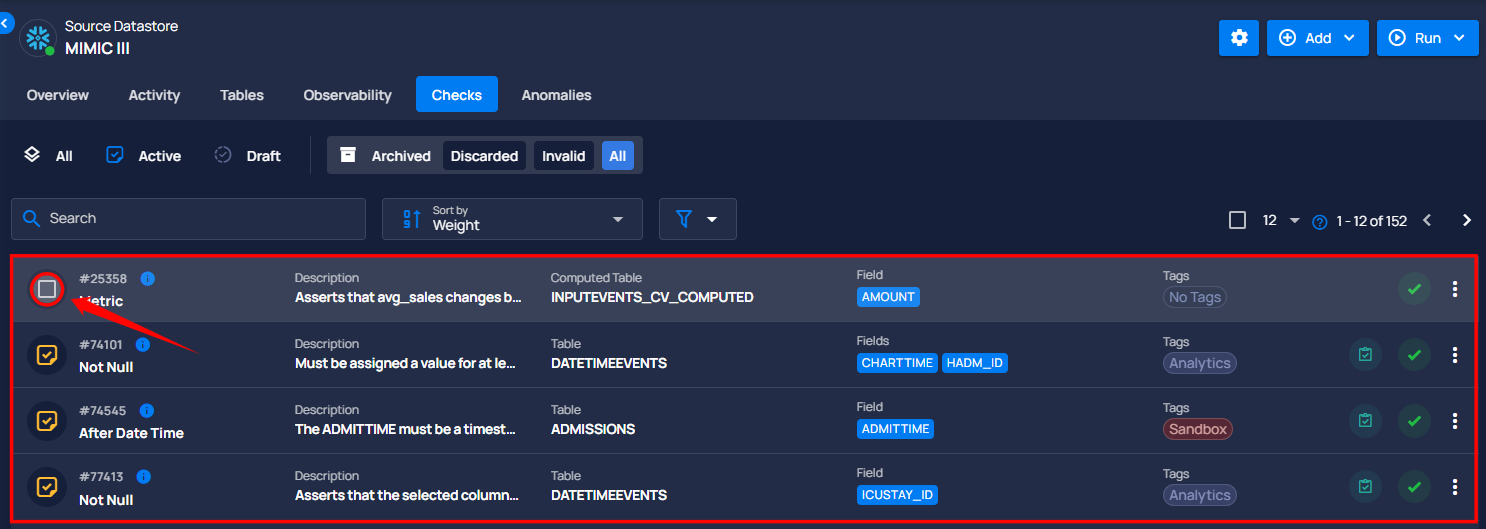 Source Datastore
MIMIC III
Add
Run
Overview
Activity
Tables
Observability
Checks
Anomalies
All
Active
Draft
Archived
Discarded
Invalid
All
Search
Sort by
Weight
12
1 - 12 of 152
#25358
Metric
Description
Asserts that avg_sales changes b...
Computed Table
INPUTEVENTS_CV_COMPUTED
Field
AMOUNT
Tags
No Tags
#74101
Not Null
Description
Must be assigned a value for at le...
Table
DATETIMEEVENTS
Fields
CHARTTIME HADM_ID
Tags
Analytics
#74545
After Date Time
Description
The ADMITTIME must be a timest...
Table
ADMISSIONS
Field
ADMITTIME
Tags
Sandbox
#77413
Not Null
Description
Asserts that the selected column...
Table
DATETIMEEVENTS
Field
ICUSTAY_ID
Tags
Analytics